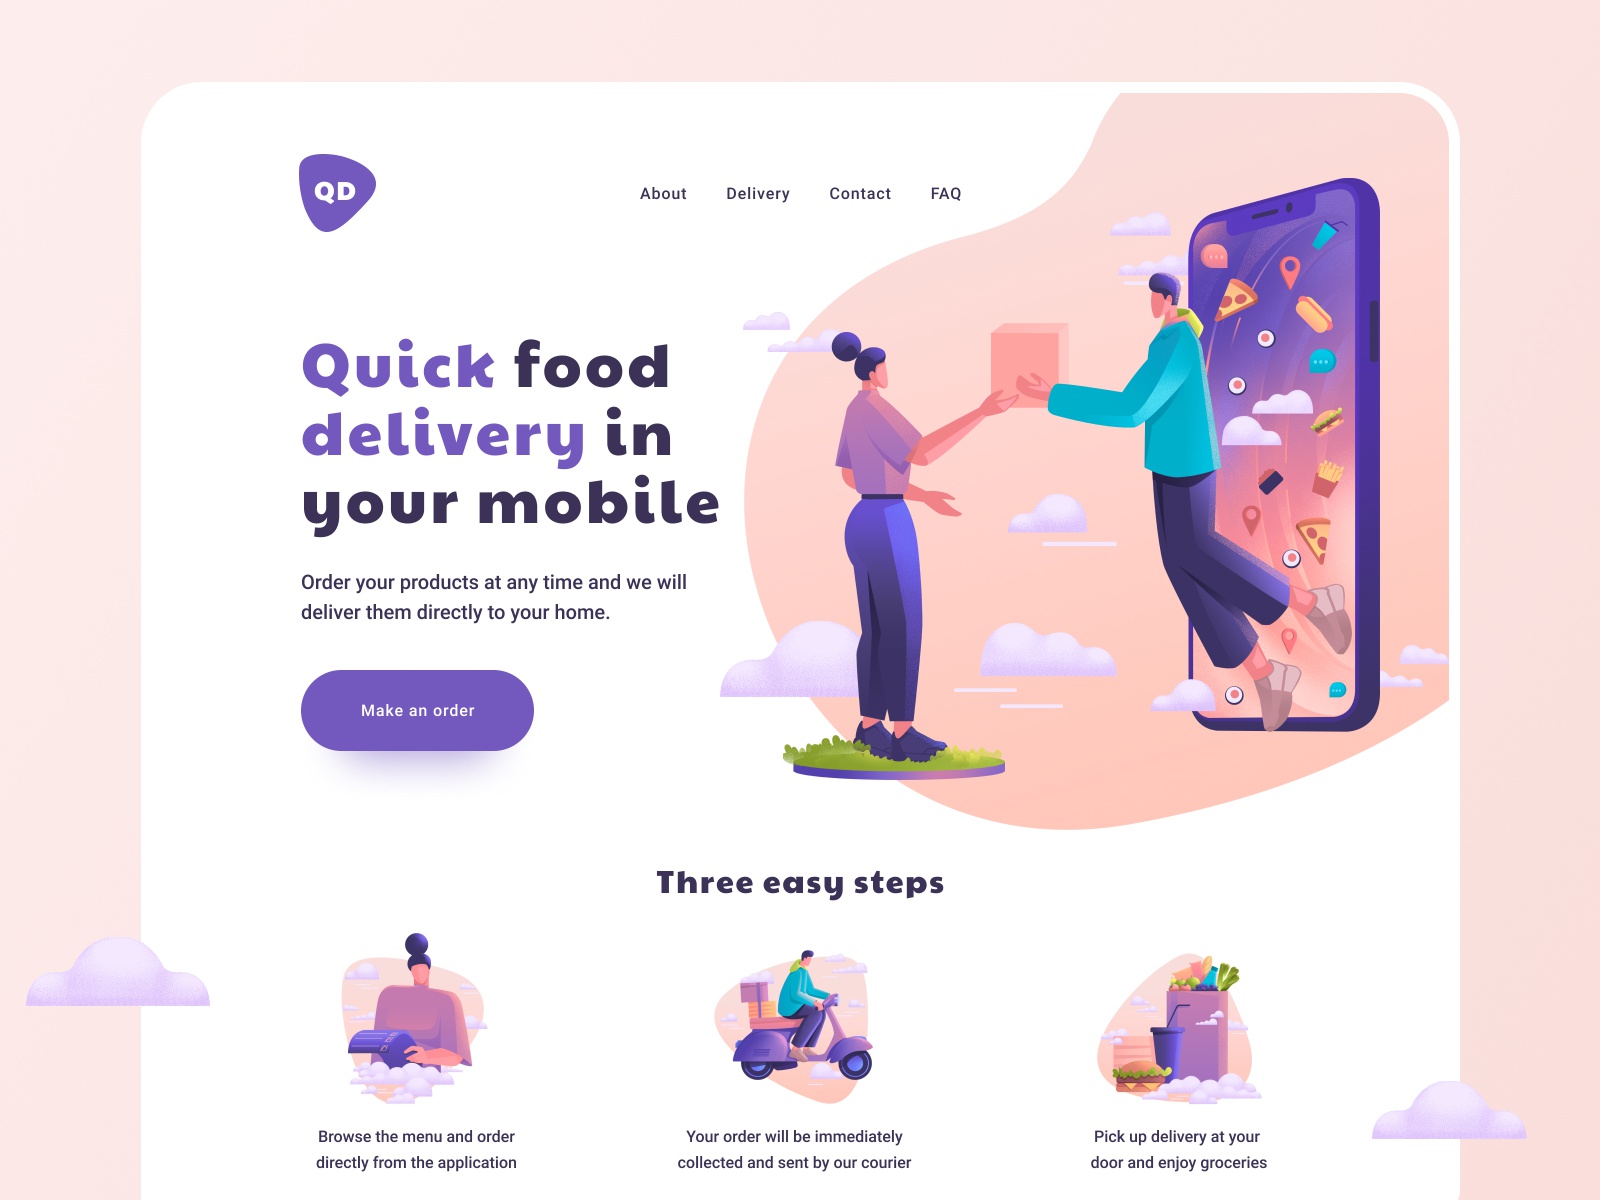 QD
About Delivery Contact FAQ
Quick food
delivery in
your mobile
Order your products at any time and we will
deliver them directly to your home.
Make an order
Three easy steps
Browse the menu and order
directly from the application
Your order will be immediately
collected and sent by our courier
Pick up delivery at your
door and enjoy groceries